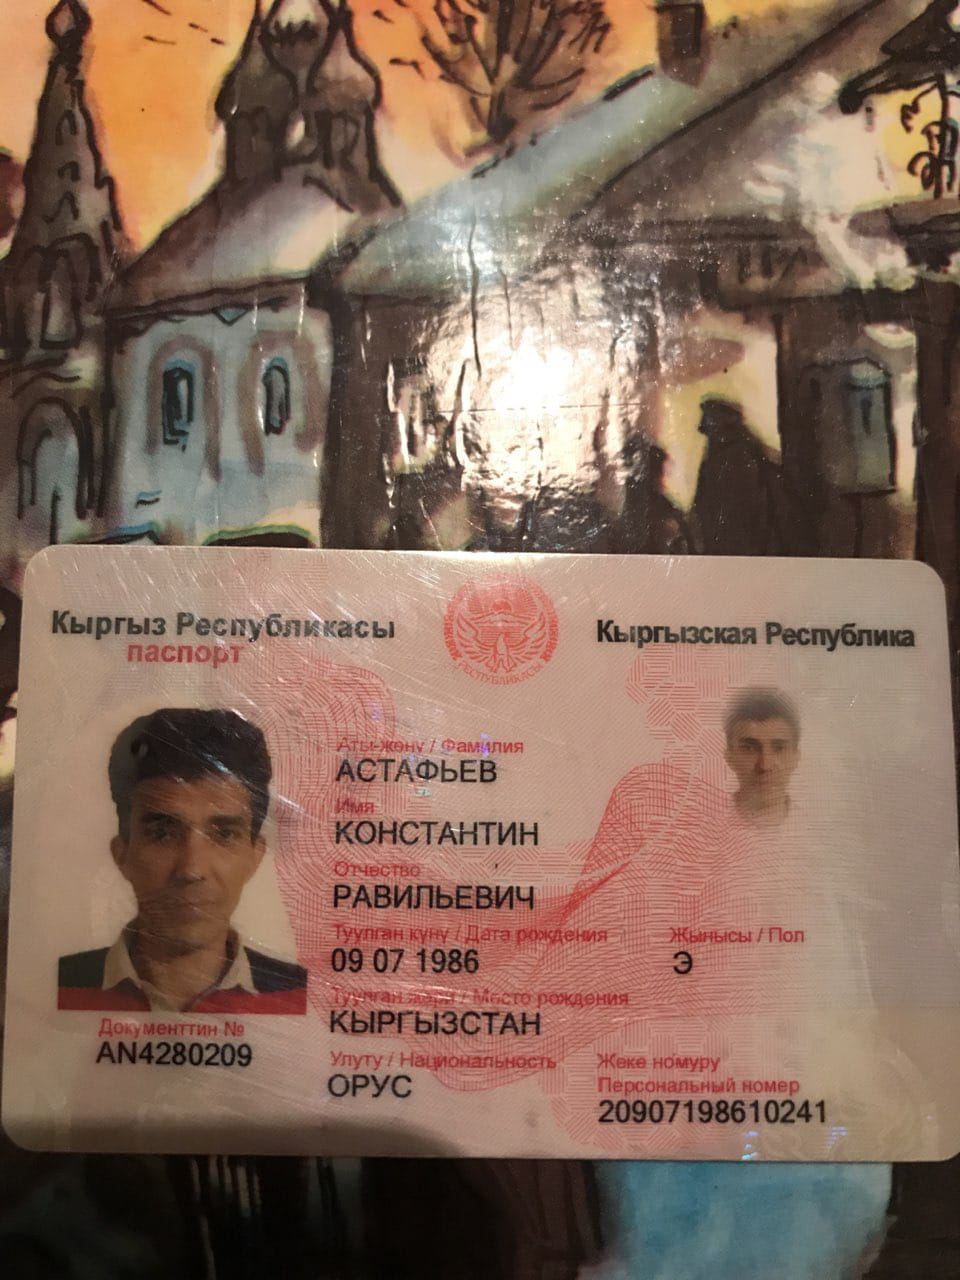 Кыргыз Республикасы
паспорт
Кыргызская Республика
РЕСПУБЛИКАСЫ
Аты-жөнү / Фамилия
АСТАФЬЕВ
Имя
КОНСТАНТИН
Отчество
РАВИЛЬЕВИЧ
Туулган күнү / Дата рождения
09 07 1986
Жынысы / Пол
Э
Туулган жери / Место рождения
КЫРГЫЗСТАН
Документтин №
AN4280209
Улуту / Национальность
ОРУС
Жеке номуру
Персональный номер
20907198610241